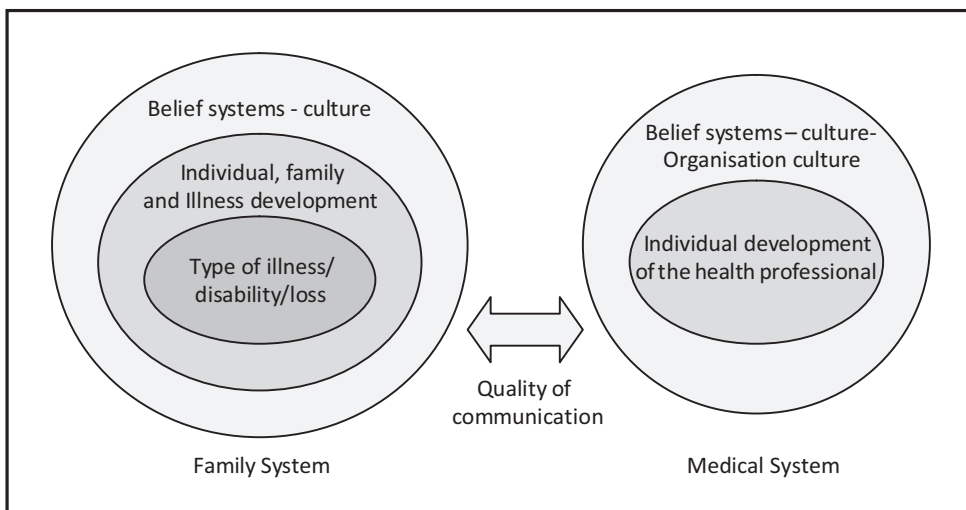 Belief systems - culture
Individual, family
and Illness development
Type of illness/
disability/loss
Family System
Quality of
communication
Belief systems – culture-
Organisation culture
Individual development
of the health professional
Medical System